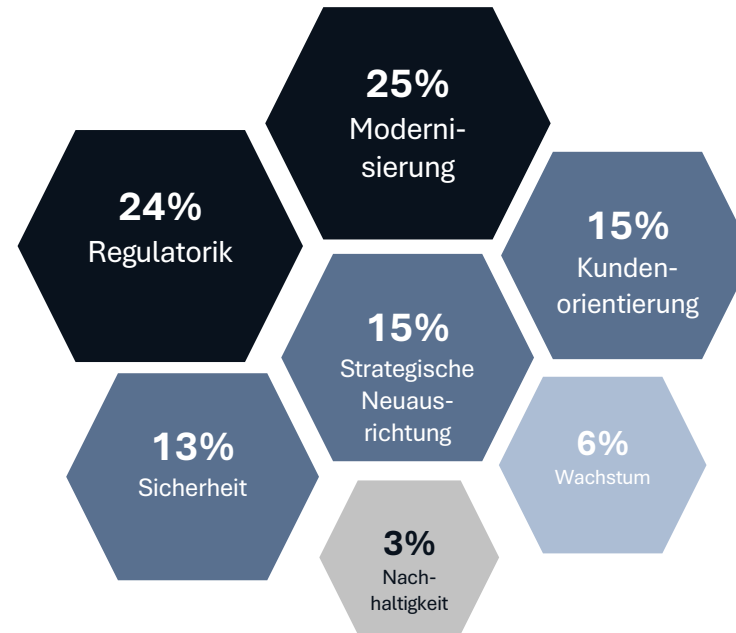 25%
Moderni-
sierung
24%
Regulatorik
15%
Kunden-
orientierung
15%
Strategische
Neuaus-
richtung
13%
Sicherheit
6%
Wachstum
3%
Nach-
haltigkeit